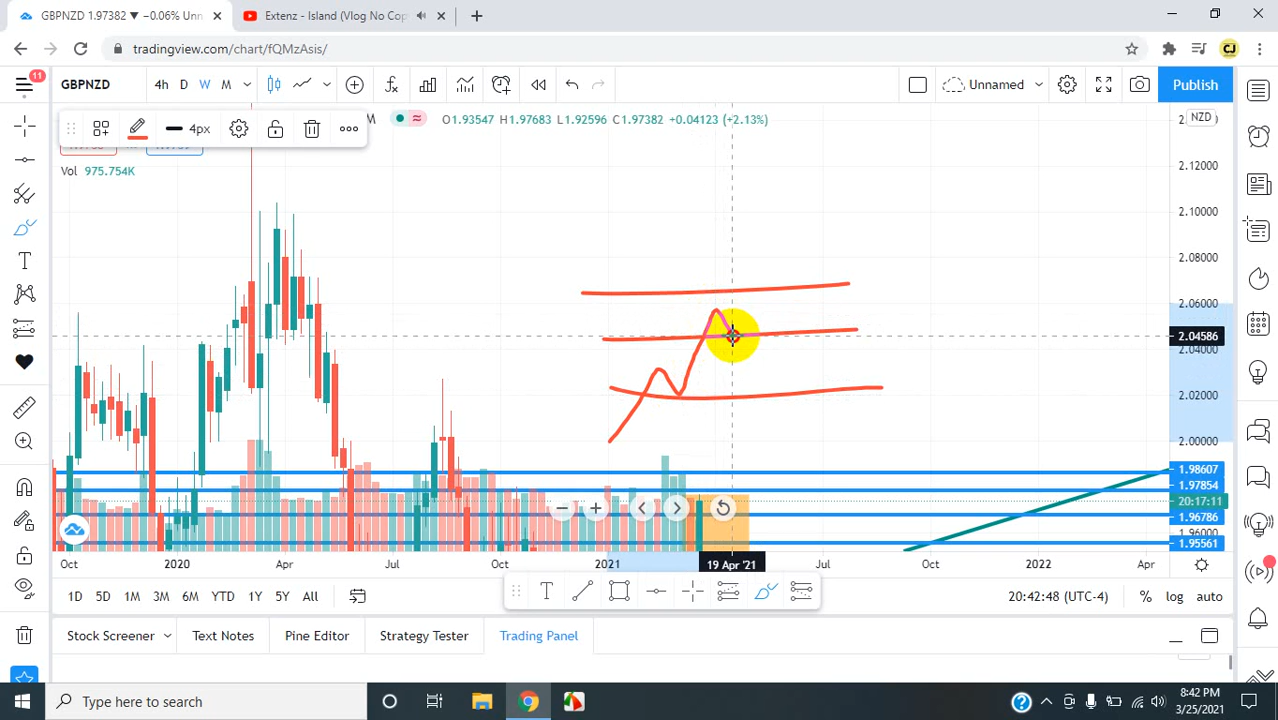 GBPNZD 1.97382 ▼ −0.06% Unn
Extenz - Island (Vlog No Cop
tradingview.com/chart/fQMzAsis/
CJ
11
GBPNZD
4h D W M
Unnamed
Publish
4px
M
O1.93547 H1.97683 L1.92596 C1.97382 +0.04123 (+2.13%)
NZD
Vol 975.754K
2.12000
2.10000
2.08000
2.06000
2.04586
2.04000
2.02000
2.00000
1.98607
1.97854
20:17:11
1.96786
1.96000
1.95561
Oct 2020 Apr Jul Oct 2021 19 Apr '21 Jul Oct 2022 Apr
1D 5D 1M 3M 6M YTD 1Y 5Y All
20:42:48 (UTC-4) % log auto
Stock Screener Text Notes Pine Editor Strategy Tester Trading Panel
Type here to search
8:42 PM
3/25/2021